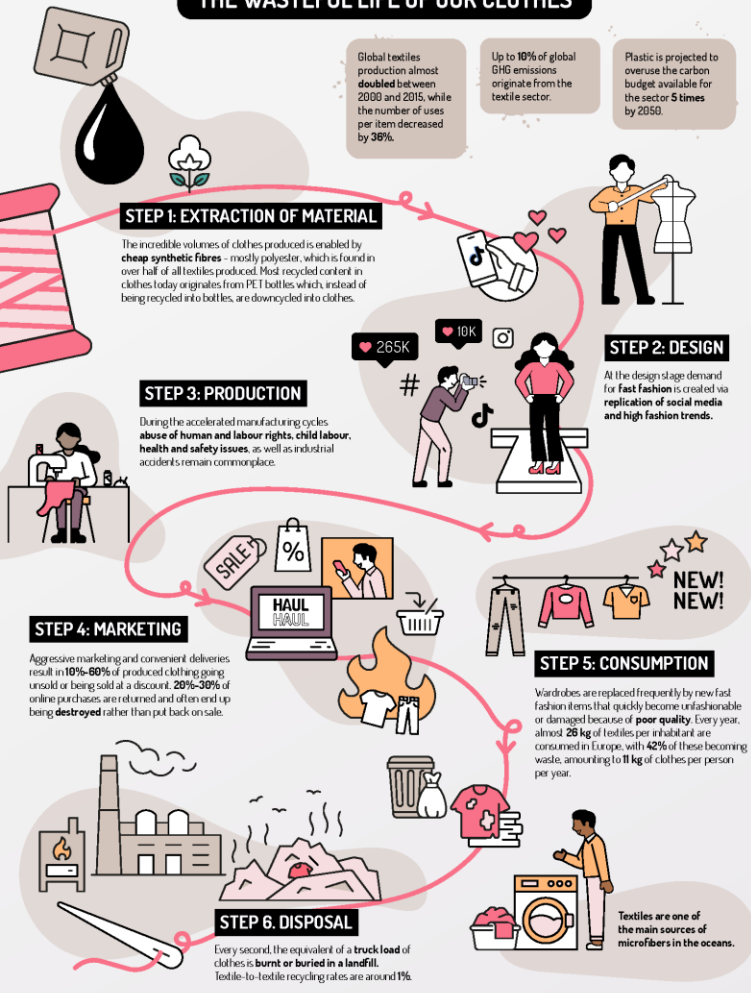 THE WASTEFUL LIFE OF OUR CLOTHES
Global textiles
production almost
doubled between
2000 and 2015, while
the number of uses
per item decreased
by 36%.
Up to 10% of global
GHG emissions
originate from the
textile sector.
Plastic is projected to
overuse the carbon
budget available for
the sector 5 times
by 2050.
STEP 1: EXTRACTION OF MATERIAL
The incredible volumes of clothes produced is enabled by
cheap synthetic fibres - mostly polyester, which is found in
over half of all textiles produced. Most recycled content in
clothes today originates from PET bottles which, instead of
being recycled into bottles, are downcycled into clothes.
265K
10K
#
STEP 2: DESIGN
At the design stage demand
for fast fashion is created via
replication of social media
and high fashion trends.
STEP 3: PRODUCTION
During the accelerated manufacturing cycles
abuse of human and labour rights, child labour,
health and safety issues, as well as industrial
accidents remain commonplace.
SALE!
%
HAUL
HAUL
NEW!
NEW!
STEP 4: MARKETING
Aggressive marketing and convenient deliveries
result in 10%-60% of produced clothing going
unsold or being sold at a discount. 20%-30% of
online purchases are returned and often end up
being destroyed rather than put back on sale.
STEP 5: CONSUMPTION
Wardrobes are replaced frequently by new fast
fashion items that quickly become unfashionable
or damaged because of poor quality. Every year,
almost 26 kg of textiles per inhabitant are
consumed in Europe, with 42% of these becoming
waste, amounting to 11 kg of clothes per person
per year.
STEP 6. DISPOSAL
Every second, the equivalent of a truck load of
clothes is burnt or buried in a landfill.
Textile-to-textile recycling rates are around 1%.
Textiles are one of
the main sources of
microfibers in the oceans.